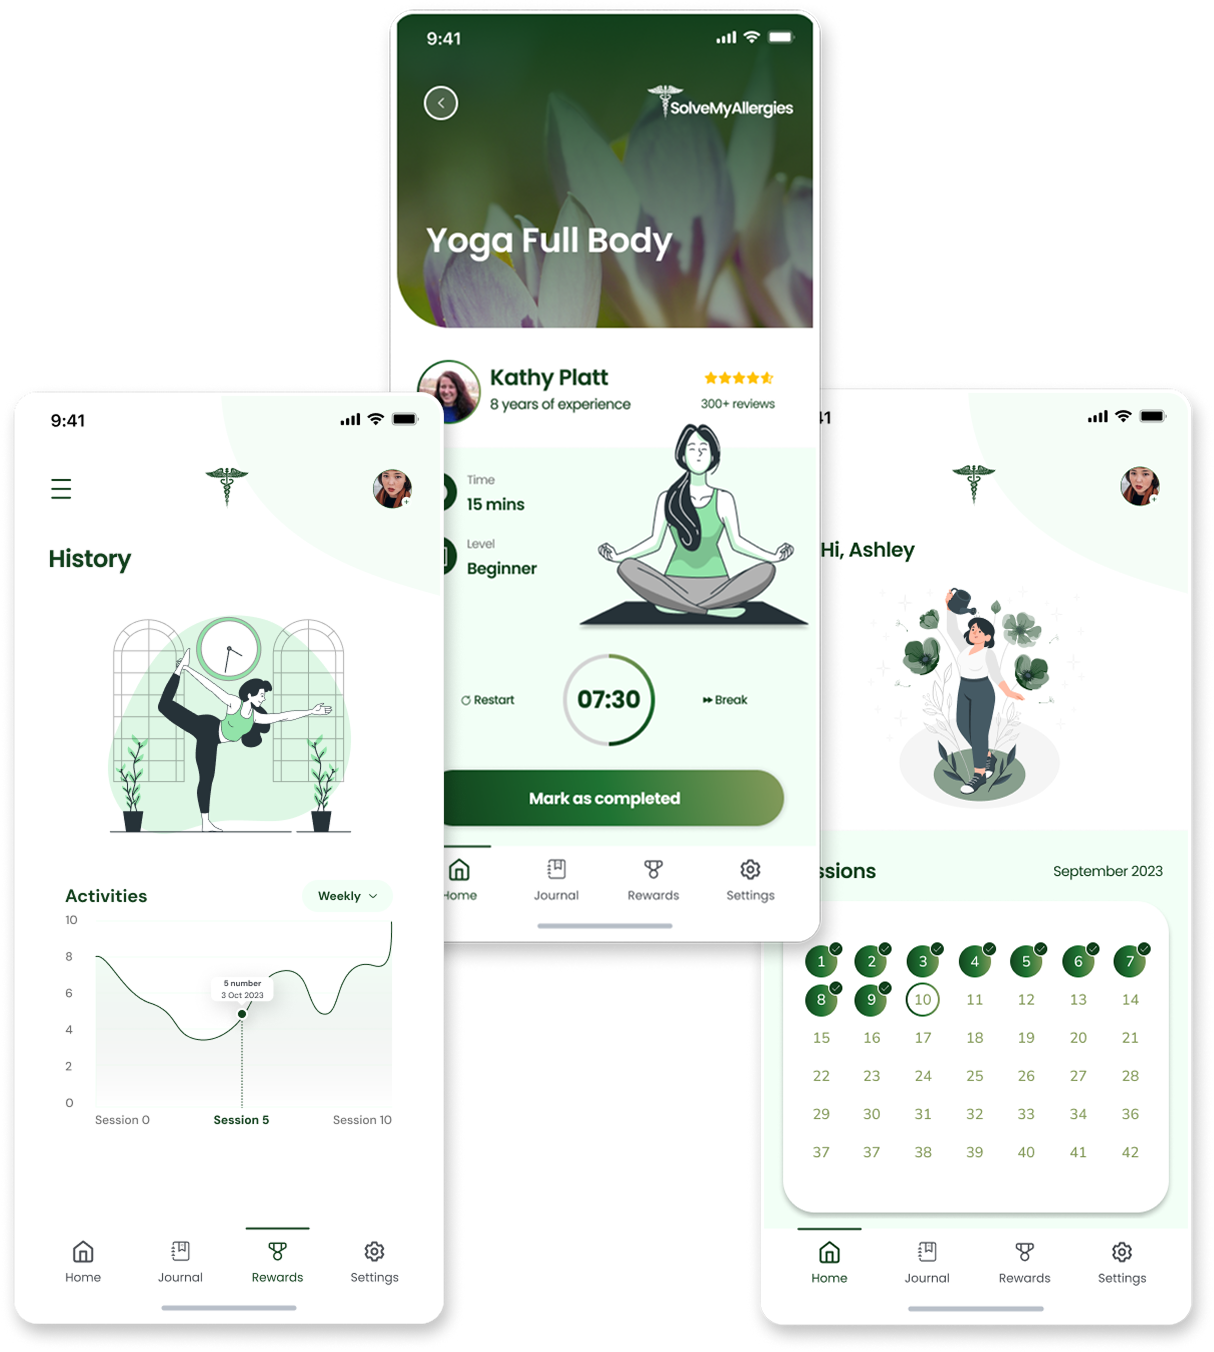 9:41
SolveMyAllergies
Yoga Full Body
Kathy Platt
8 years of experience
300+ reviews
Time
15 mins
Level
Beginner
Restart
07:30
Break
Mark as completed
Home
Journal
Rewards
Settings
9:41
History
Activities
Weekly
10
8
6
4
2
0
5 number
3 Oct 2023
Session 0
Session 5
Session 10
Home
Journal
Rewards
Settings
41
Hi, Ashley
ssions
September 2023
1 2 3 4 5 6 7
8 9 10 11 12 13 14
15 16 17 18 19 20 21
22 23 24 25 26 27 28
29 30 31 32 33 34 36
37 37 38 39 40 41 42
Home
Journal
Rewards
Settings